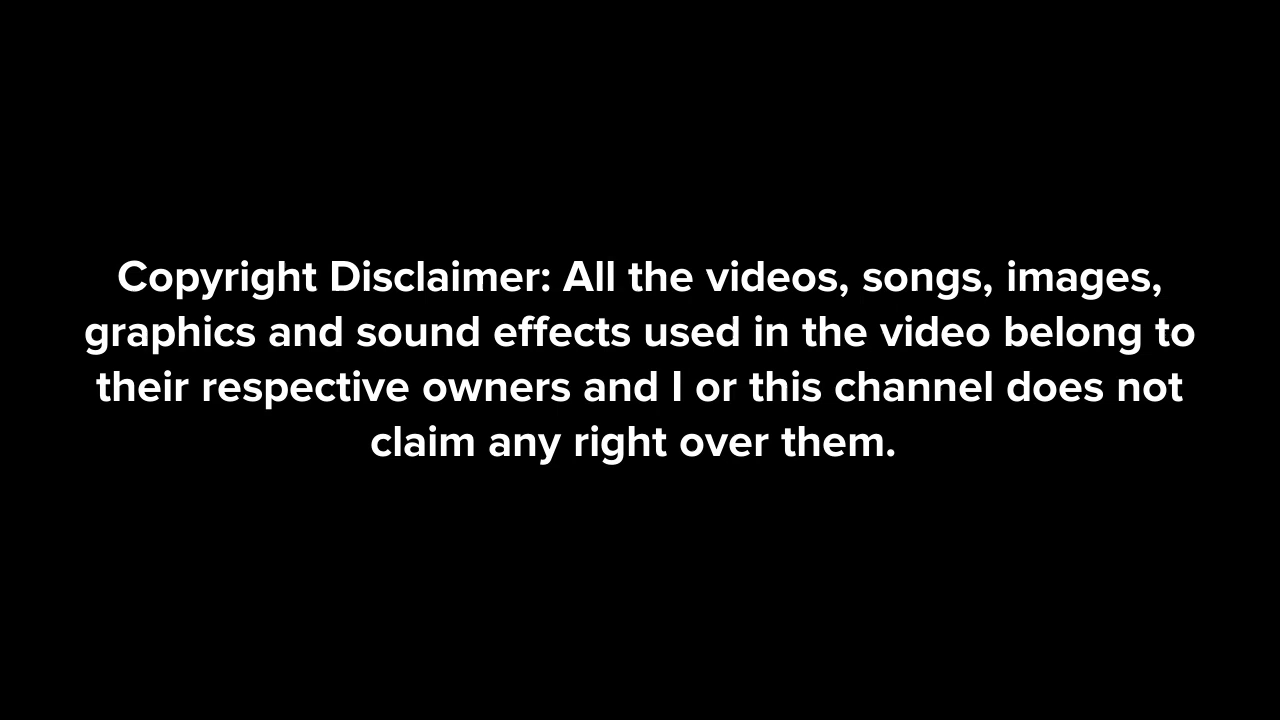 Copyright Disclaimer: All the videos, songs, images,
graphics and sound effects used in the video belong to
their respective owners and I or this channel does not
claim any right over them.